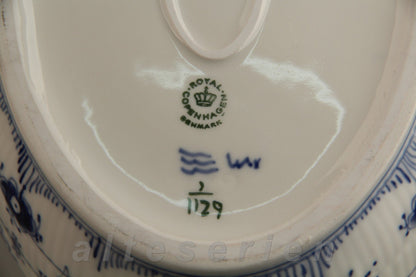 ROYAL
COPENHAGEN
DENMARK
1
1129
alteserie